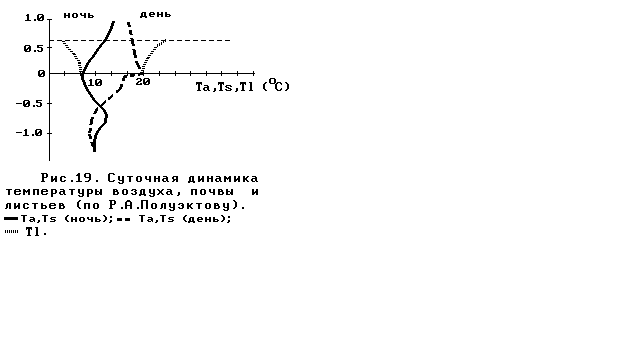 1.0 ночь день
0.5
0 10 20
Ta,Ts,Tl (°C)
-0.5
-1.0
Рис.19. Суточная динамика
температуры воздуха, почвы и
листьев (по Р.А.Полуэктову).
Ta,Ts (ночь); Ta,Ts (день);
Tl.